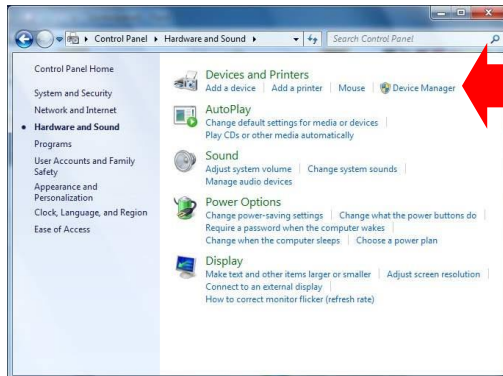 Control Panel Hardware and Sound Search Control Panel
Control Panel Home
System and Security
Network and Internet
Hardware and Sound
Programs
User Accounts and Family
Safety
Appearance and
Personalization
Clock, Language, and Region
Ease of Access
Devices and Printers
Add a device Add a printer Mouse Device Manager
AutoPlay
Change default settings for media or devices
Play CDs or other media automatically
Sound
Adjust system volume Change system sounds
Manage audio devices
Power Options
Change power-saving settings Change what the power buttons do
Require a password when the computer wakes
Change when the computer sleeps Choose a power plan
Display
Make text and other items larger or smaller Adjust screen resolution
Connect to an external display
How to correct monitor flicker (refresh rate)